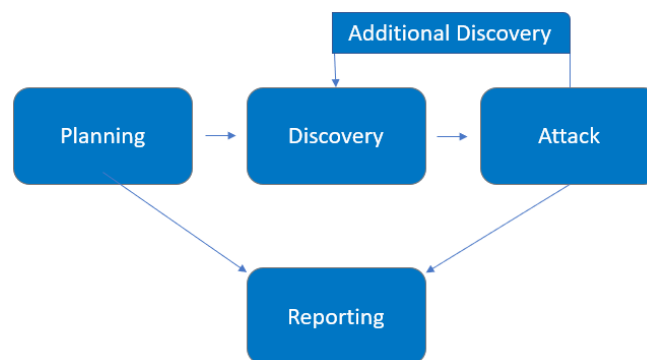 Additional Discovery
Planning
Discovery
Attack
Reporting